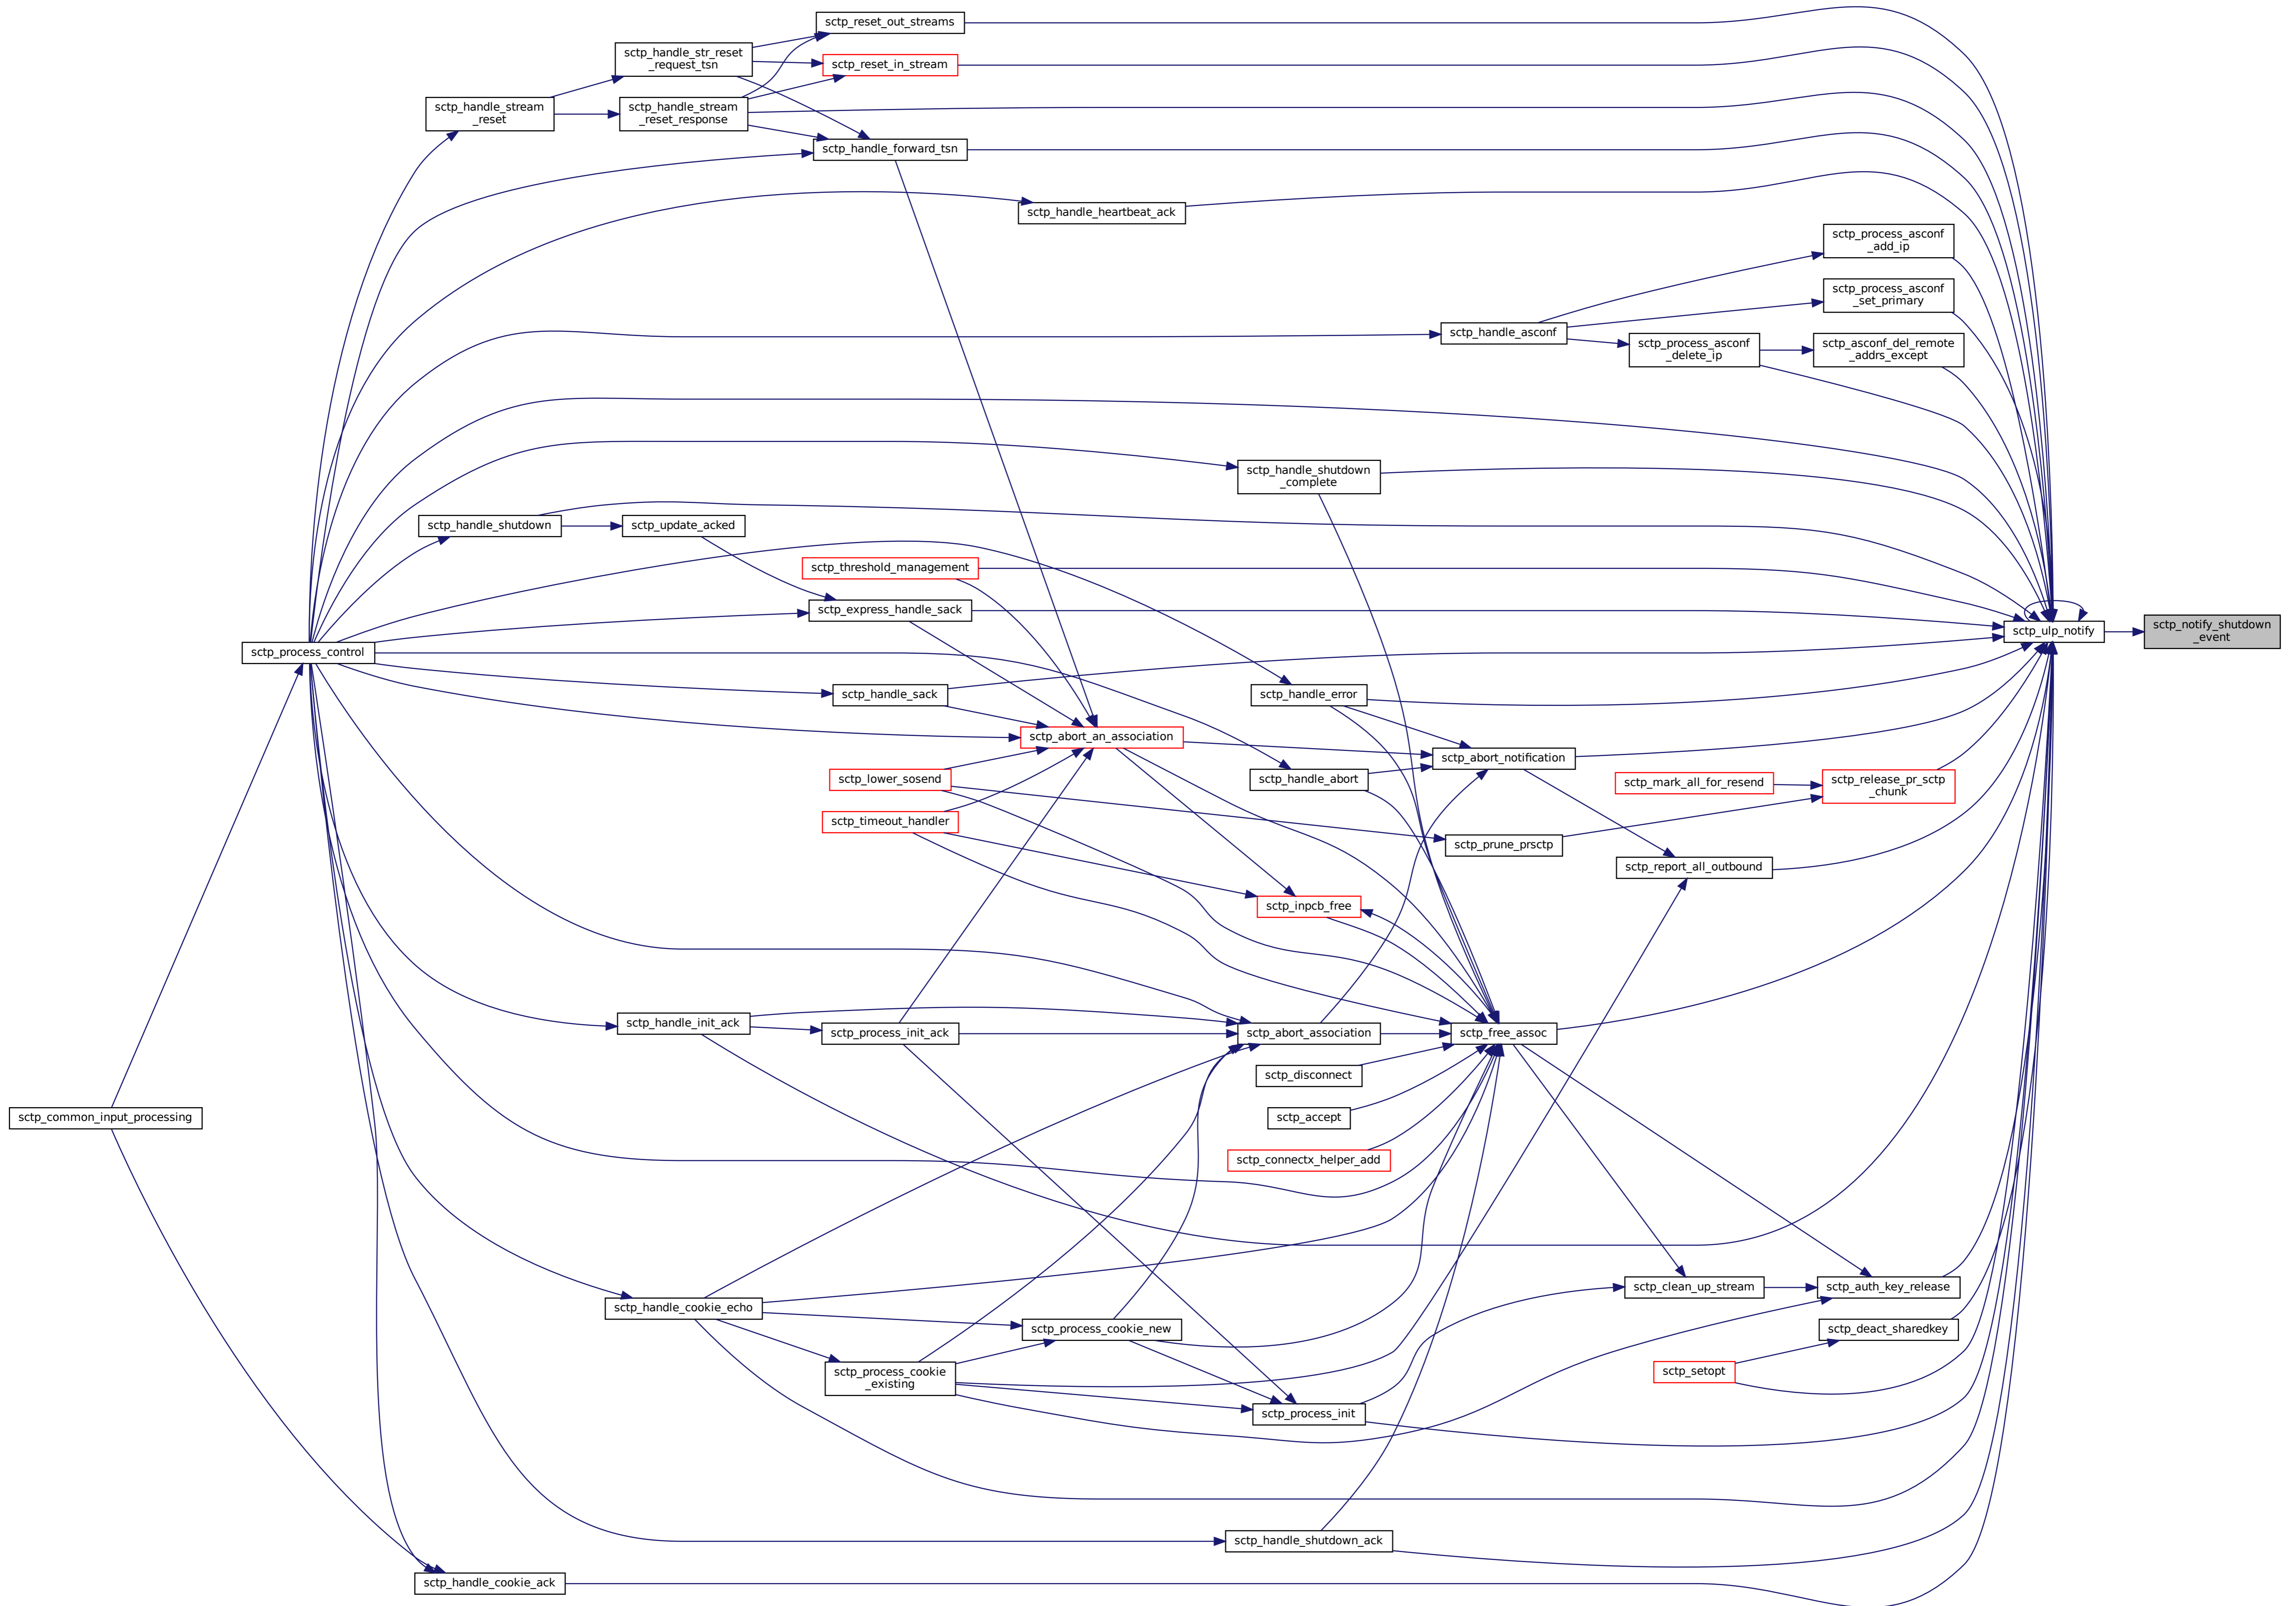 sctp_reset_out_streams
sctp_handle_str_reset
_request_tsn
sctp_reset_in_stream
sctp_handle_stream
_reset
sctp_handle_stream
_reset_response
sctp_handle_forward_tsn
sctp_handle_heartbeat_ack
sctp_process_asconf
_add_ip
sctp_process_asconf
_set_primary
sctp_handle_asconf
sctp_process_asconf
_delete_ip
sctp_asconf_del_remote
_addrs_except
sctp_handle_shutdown
_complete
sctp_handle_shutdown
sctp_update_acked
sctp_threshold_management
sctp_express_handle_sack
sctp_process_control
sctp_ulp_notify
sctp_notify_shutdown
_event
sctp_handle_sack
sctp_handle_error
sctp_abort_an_association
sctp_abort_notification
sctp_lower_sosend
sctp_handle_abort
sctp_mark_all_for_resend
sctp_release_pr_sctp
_chunk
sctp_timeout_handler
sctp_prune_prsctp
sctp_report_all_outbound
sctp_inpcb_free
sctp_handle_init_ack
sctp_process_init_ack
sctp_abort_association
sctp_free_assoc
sctp_disconnect
sctp_common_input_processing
sctp_accept
sctp_connectx_helper_add
sctp_clean_up_stream
sctp_auth_key_release
sctp_handle_cookie_echo
sctp_process_cookie_new
sctp_deact_sharedkey
sctp_process_cookie
_existing
sctp_setopt
sctp_process_init
sctp_handle_shutdown_ack
sctp_handle_cookie_ack